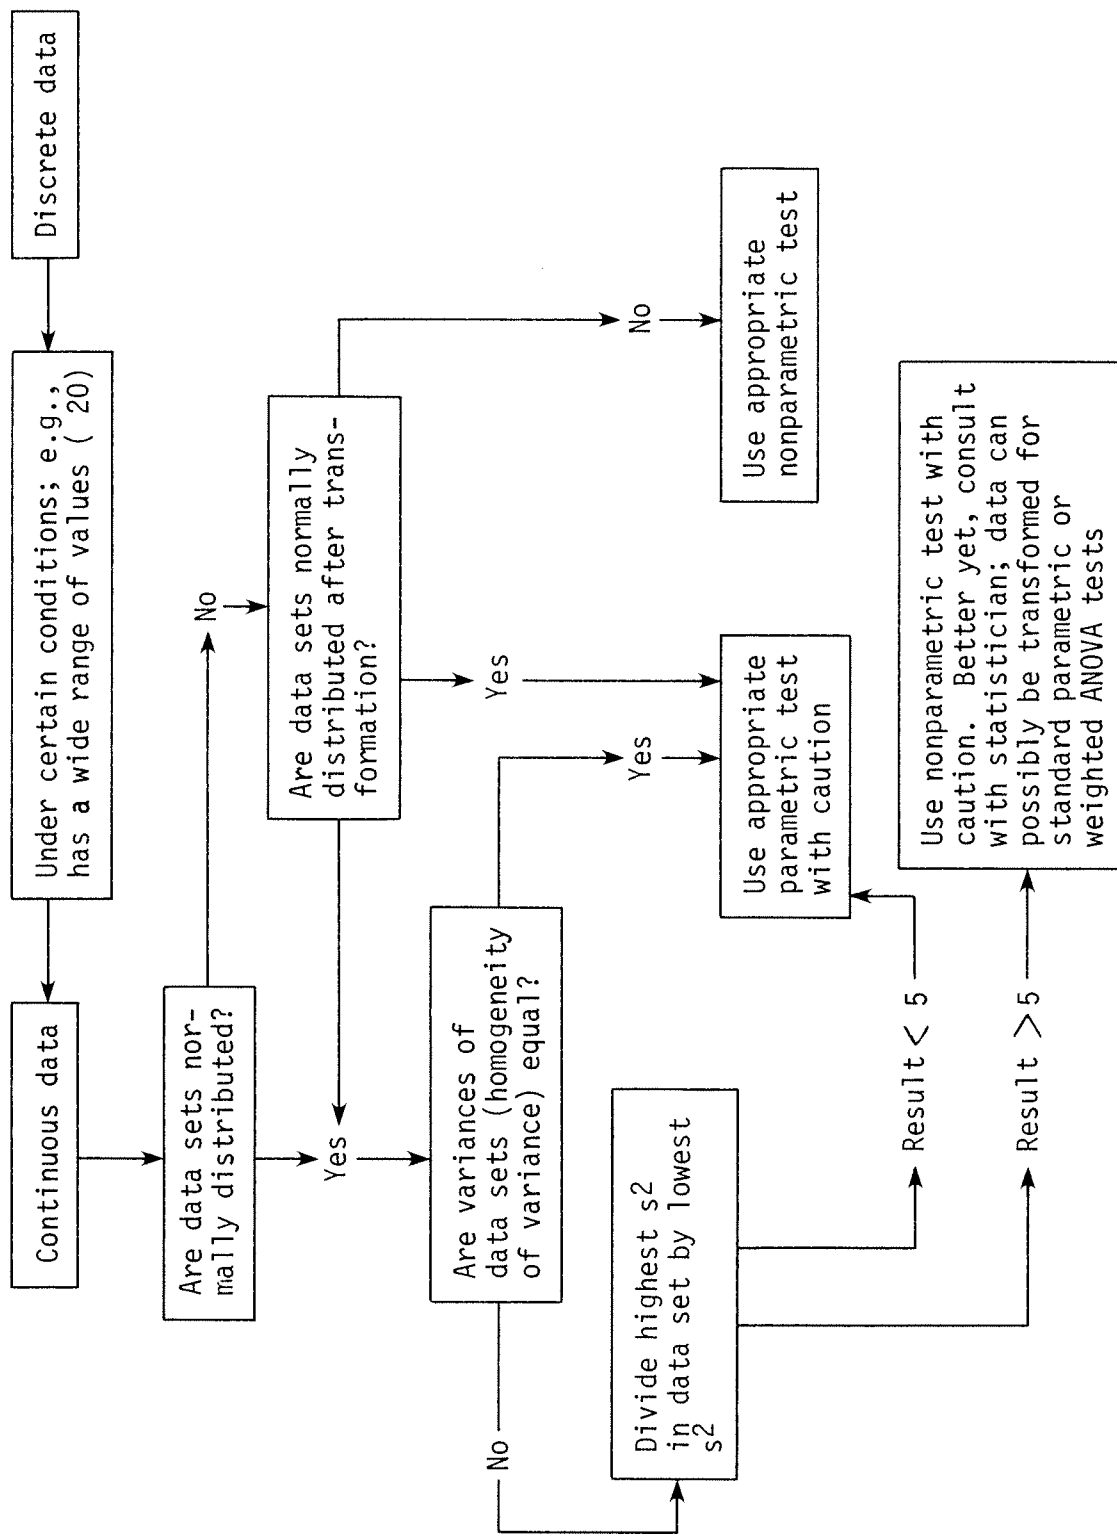 Continuous data
Under certain conditions; e.g.,
has a wide range of values ( 20)
Discrete data
Are data sets nor-
mally distributed?
No
Are data sets normally
distributed after trans-
formation?
Yes
Are variances of
data sets (homogeneity
of variance) equal?
Yes
No
No
Yes
Divide highest s2
in data set by lowest
s2
Use appropriate
parametric test
with caution
Use appropriate
nonparametric test
Result < 5
Result >5
Use nonparametric test with
caution. Better yet, consult
with statistician; data can
possibly be transformed for
standard parametric or
weighted ANOVA tests